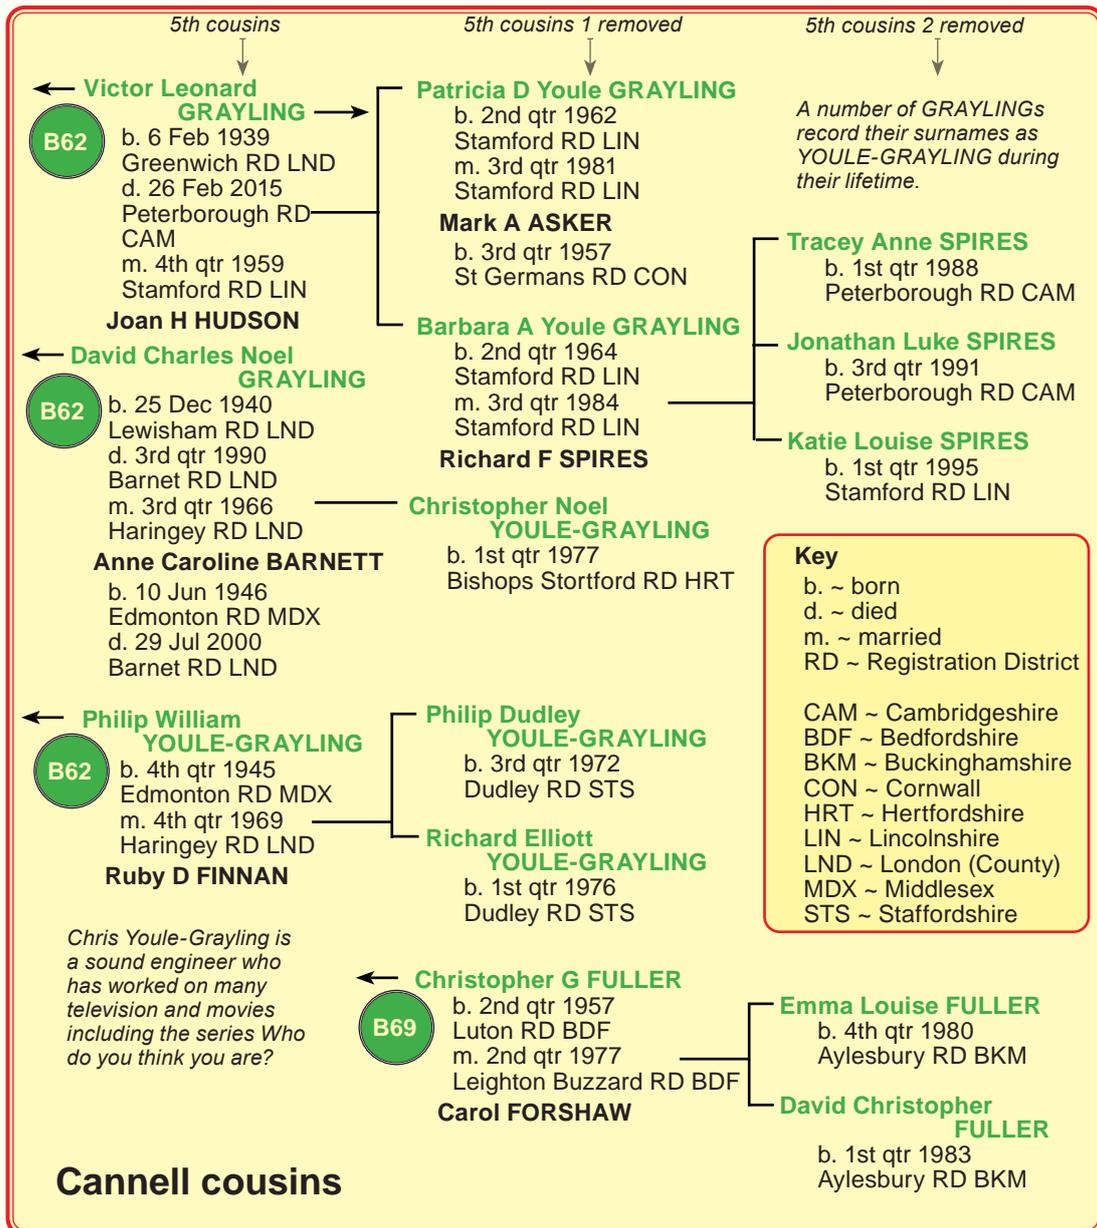 5th cousins
5th cousins 1 removed
5th cousins 2 removed
Victor Leonard
GRAYLING
B62
b. 6 Feb 1939
Greenwich RD LND
d. 26 Feb 2015
Peterborough RD
CAM
m. 4th qtr 1959
Stamford RD LIN
Joan H HUDSON
Patricia D Youle GRAYLING
b. 2nd qtr 1962
Stamford RD LIN
m. 3rd qtr 1981
Stamford RD LIN
Mark A ASKER
b. 3rd qtr 1957
St Germans RD CON
Barbara A Youle GRAYLING
b. 2nd qtr 1964
Stamford RD LIN
m. 3rd qtr 1984
Stamford RD LIN
Richard F SPIRES
A number of GRAYLINGs
record their surnames as
YOULE-GRAYLING during
their lifetime.
Tracey Anne SPIRES
b. 1st qtr 1988
Peterborough RD CAM
Jonathan Luke SPIRES
b. 3rd qtr 1991
Peterborough RD CAM
Katie Louise SPIRES
b. 1st qtr 1995
Stamford RD LIN
David Charles Noel
GRAYLING
B62
b. 25 Dec 1940
Lewisham RD LND
d. 3rd qtr 1990
Barnet RD LND
m. 3rd qtr 1966
Haringey RD LND
Anne Caroline BARNETT
b. 10 Jun 1946
Edmonton RD MDX
d. 29 Jul 2000
Barnet RD LND
Christopher Noel
YOULE-GRAYLING
b. 1st qtr 1977
Bishops Stortford RD HRT
Key
b. ~ born
d. ~ died
m. ~ married
RD ~ Registration District
CAM ~ Cambridgeshire
BDF ~ Bedfordshire
BKM ~ Buckinghamshire
CON ~ Cornwall
HRT ~ Hertfordshire
LIN ~ Lincolnshire
LND ~ London (County)
MDX ~ Middlesex
STS ~ Staffordshire
Philip William
YOULE-GRAYLING
B62
b. 4th qtr 1945
Edmonton RD MDX
m. 4th qtr 1969
Haringey RD LND
Ruby D FINNAN
Philip Dudley
YOULE-GRAYLING
b. 3rd qtr 1972
Dudley RD STS
Richard Elliott
YOULE-GRAYLING
b. 1st qtr 1976
Dudley RD STS
Chris Youle-Grayling is
a sound engineer who
has worked on many
television and movies
including the series Who
do you think you are?
Christopher G FULLER
B69
b. 2nd qtr 1957
Luton RD BDF
m. 2nd qtr 1977
Leighton Buzzard RD BDF
Carol FORSHAW
Emma Louise FULLER
b. 4th qtr 1980
Aylesbury RD BKM
David Christopher
FULLER
b. 1st qtr 1983
Aylesbury RD BKM
Cannell cousins